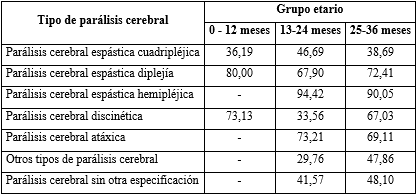 Tipo de parálisis cerebral Grupo etario
0 - 12 meses 13-24 meses 25-36 meses
Parálisis cerebral espástica cuadripléjica 36,19 46,69 38,69
Parálisis cerebral espástica diplejía 80,00 67,90 72,41
Parálisis cerebral espástica hemipléjica - 94,42 90,05
Parálisis cerebral discinética 73,13 33,56 67,03
Parálisis cerebral atáxica - 73,21 69,11
Otros tipos de parálisis cerebral - 29,76 47,86
Parálisis cerebral sin otra especificación - 41,57 48,10